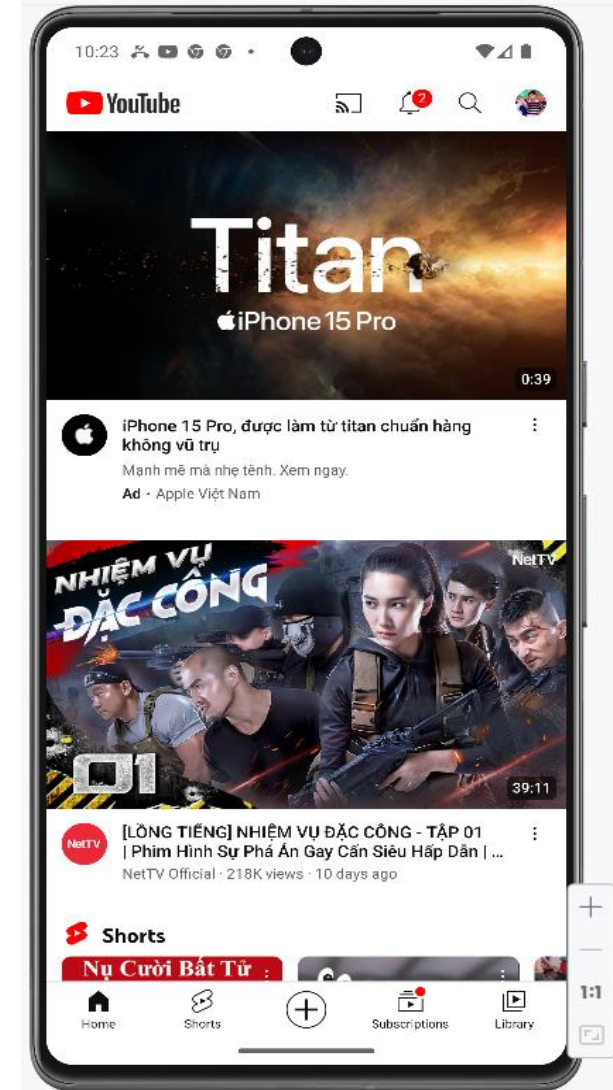 10:23
YouTube
2
Titan
iPhone 15 Pro
0:39
iPhone 15 Pro, được làm từ titan chuẩn hàng
không vũ trụ
Mạnh mẽ mà nhẹ tênh. Xem ngay.
Ad · Apple Việt Nam
NHIỆM VỤ
ĐẶC CÔNG
NetTV
01
39:11
NetTV
[LỒNG TIẾNG] NHIỆM VỤ ĐẶC CÔNG - TẬP 01
| Phim Hình Sự Phá Án Gay Cấn Siêu Hấp Dẫn | ...
NetTV Official · 218K views · 10 days ago
Shorts
Nụ Cười Bất Tử
Home
Shorts
Subscriptions
Library
1:1